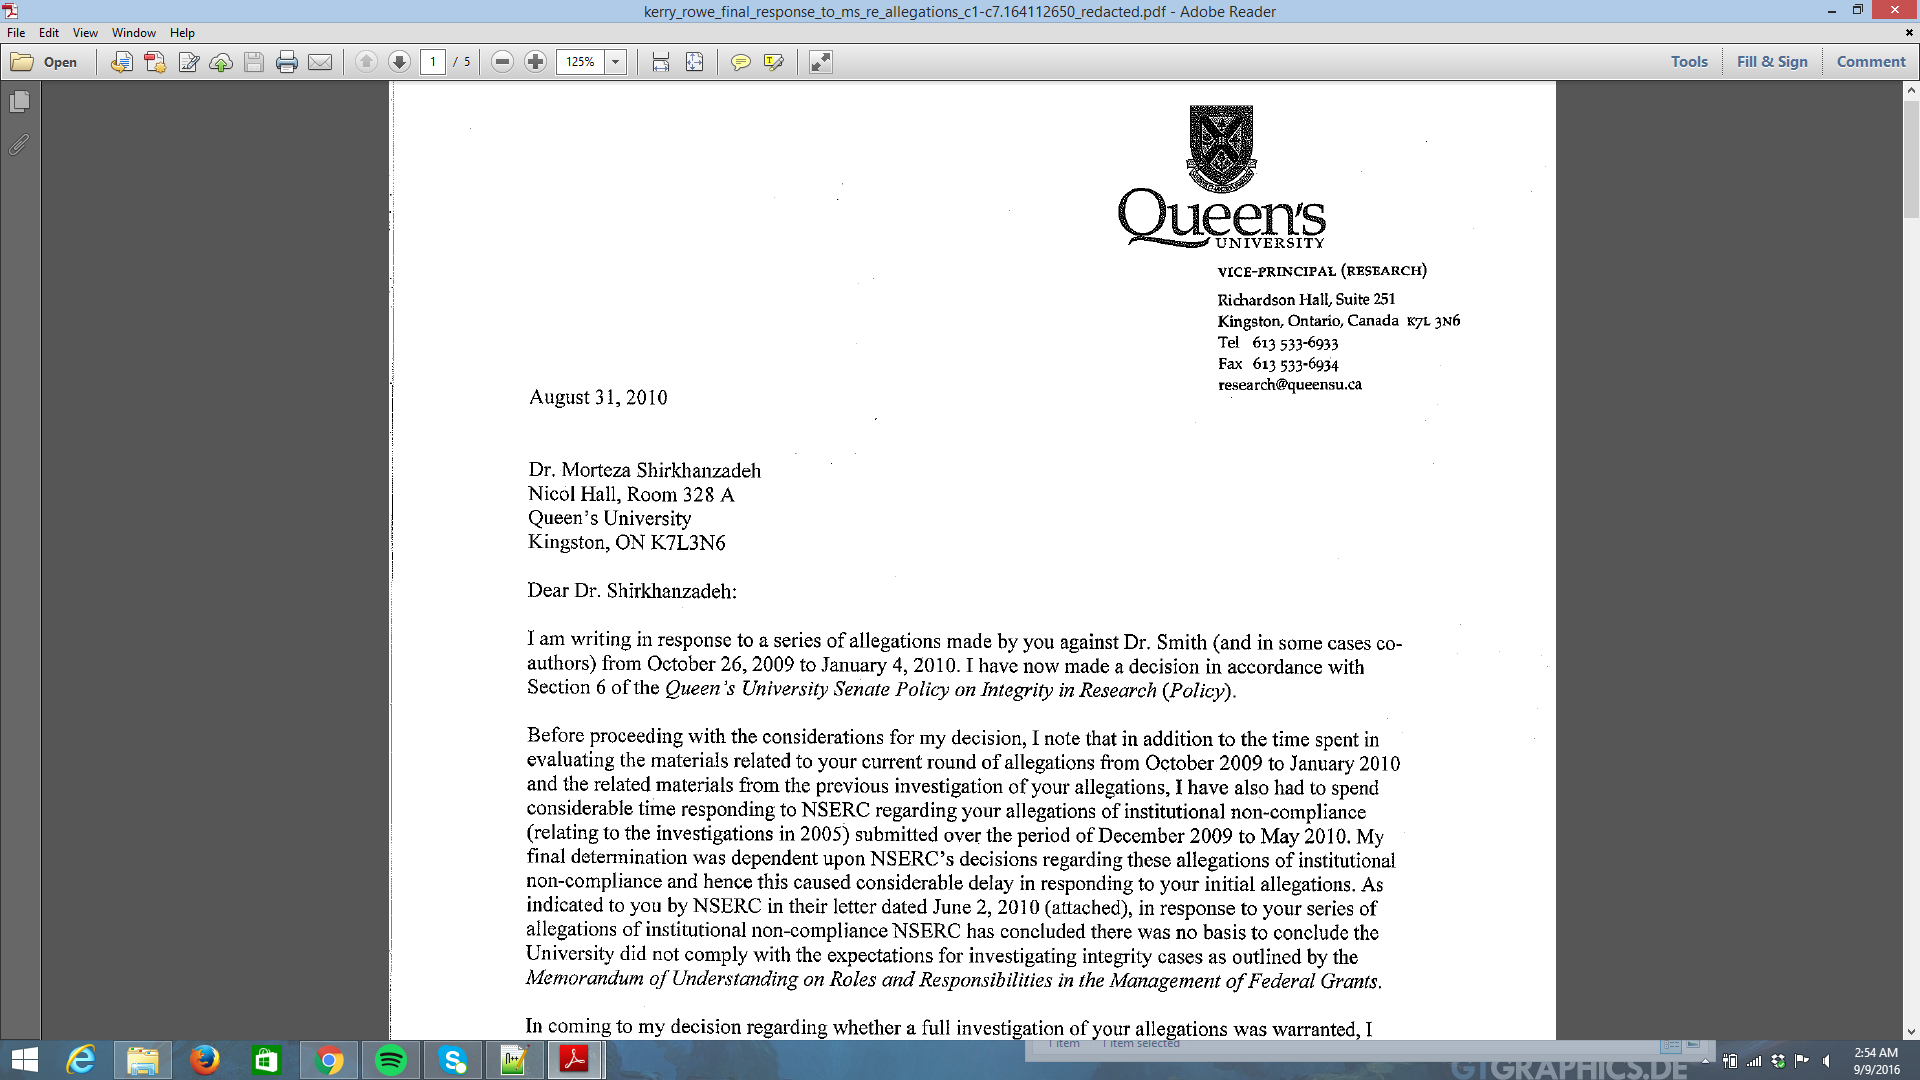 kerry_rowe_final_response_to_ms_re_allegations_c1-c7.164112650_redacted.pdf - Adobe Reader
File Edit View Window Help
Open 1 / 5 125% Tools Fill & Sign Comment
Queen's
UNIVERSITY
VICE-PRINCIPAL (RESEARCH)
Richardson Hall, Suite 251
Kingston, Ontario, Canada K7L 3N6
Tel 613 533-6933
Fax 613 533-6934
research@queensu.ca
August 31, 2010
Dr. Morteza Shirkhanzadeh
Nicol Hall, Room 328 A
Queen's University
Kingston, ON K7L3N6
Dear Dr. Shirkhanzadeh:
I am writing in response to a series of allegations made by you against Dr. Smith (and in some cases co-
authors) from October 26, 2009 to January 4, 2010. I have now made a decision in accordance with
Section 6 of the Queen's University Senate Policy on Integrity in Research (Policy).
Before proceeding with the considerations for my decision, I note that in addition to the time spent in
evaluating the materials related to your current round of allegations from October 2009 to January 2010
and the related materials from the previous investigation of your allegations, I have also had to spend
considerable time responding to NSERC regarding your allegations of institutional non-compliance
(relating to the investigations in 2005) submitted over the period of December 2009 to May 2010. My
final determination was dependent upon NSERC's decisions regarding these allegations of institutional
non-compliance and hence this caused considerable delay in responding to your initial allegations. As
indicated to you by NSERC in their letter dated June 2, 2010 (attached), in response to your series of
allegations of institutional non-compliance NSERC has concluded there was no basis to conclude the
University did not comply with the expectations for investigating integrity cases as outlined by the
Memorandum of Understanding on Roles and Responsibilities in the Management of Federal Grants.
In coming to my decision regarding whether a full investigation of your allegations was warranted, I
1 item 1 item selected
GTGRAPHICS.DE
2:54 AM
9/9/2016